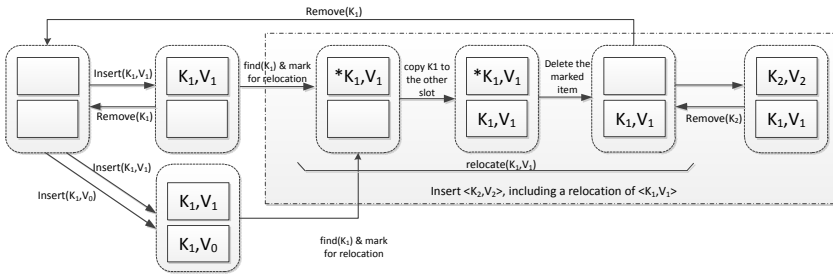 Remove(K1)
Insert(K1,V1)
Remove(K1)
K1,V1
find(K1) & mark
for relocation
*K1,V1
copy K1 to
the other
slot
*K1,V1
K1,V1
Delete the
marked
item
K1,V1
Remove(K2)
K2,V2
K1,V1
relocate(K1,V1)
Insert <K2,V2>, including a relocation of <K1,V1>
Insert(K1,V1)
Insert(K1,V0)
K1,V1
K1,V0
find(K1) & mark
for relocation